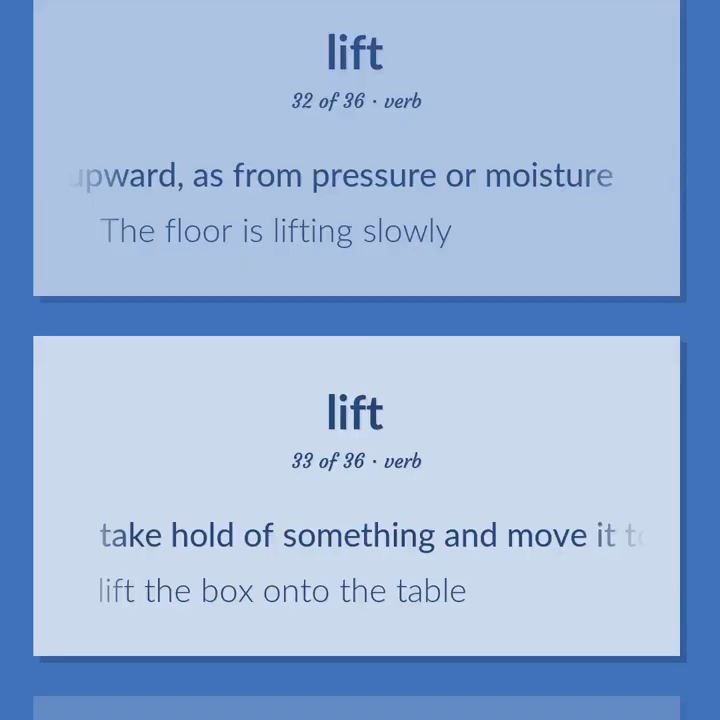 lift
32 of 36 · verb
upward, as from pressure or moisture
The floor is lifting slowly
lift
33 of 36 · verb
take hold of something and move it to
lift the box onto the table